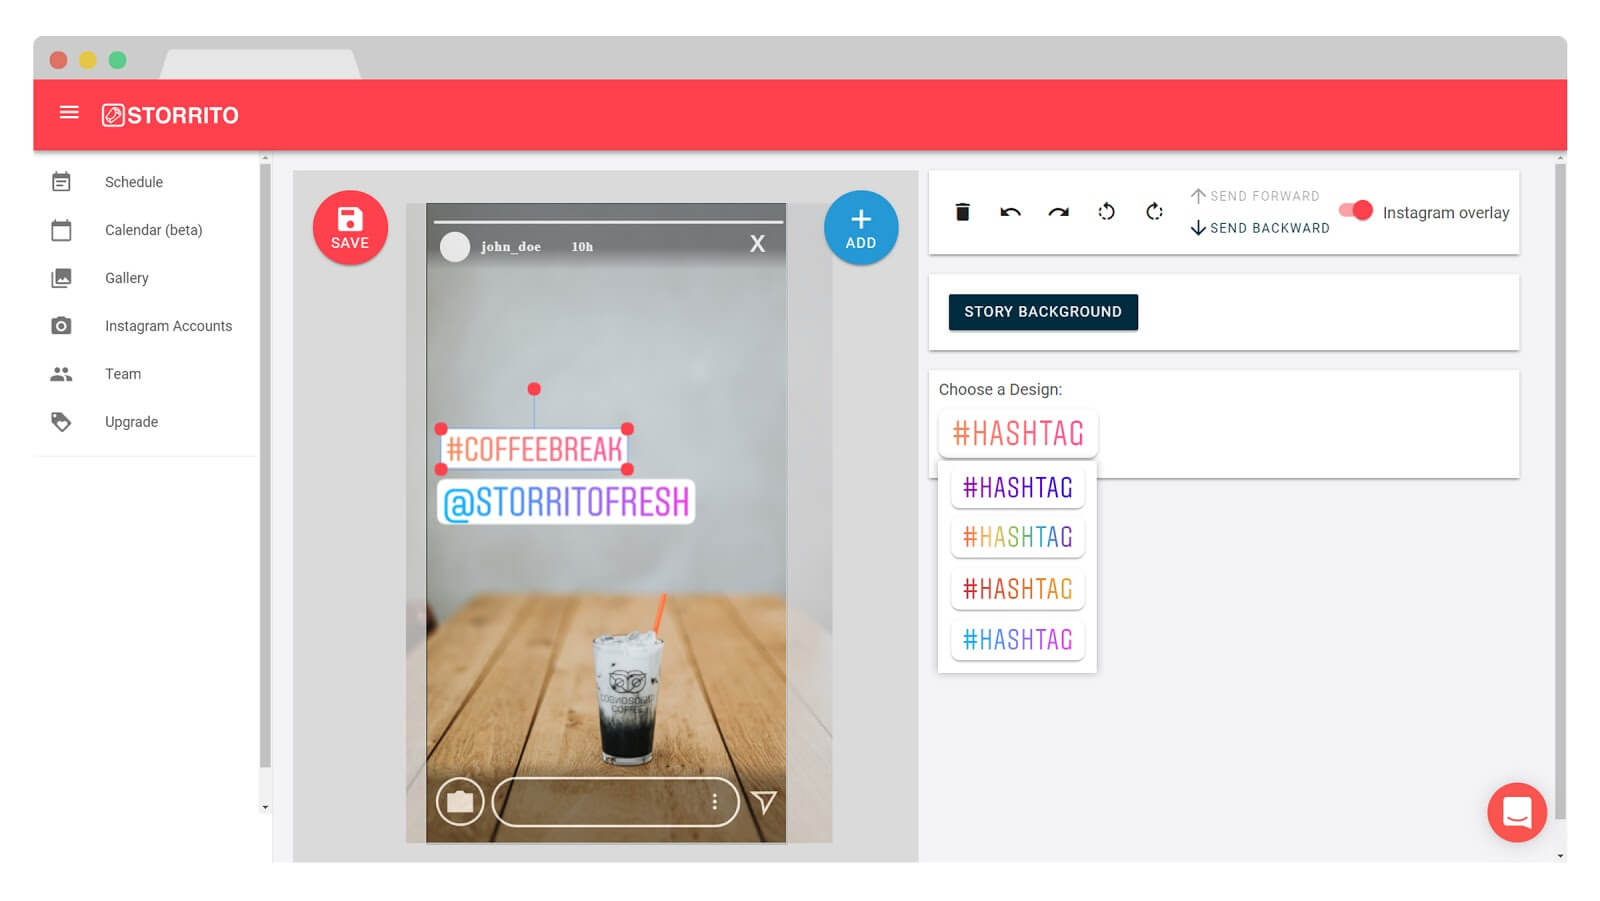 STORRITO
Schedule
Calendar (beta)
Gallery
Instagram Accounts
Team
Upgrade
SAVE
john_doe 10h X
ADD
#COFFEEBREAK
@STORRITOFRESH
COFFEE
SEND FORWARD
SEND BACKWARD
Instagram overlay
STORY BACKGROUND
Choose a Design:
#HASHTAG
#HASHTAG
#HASHTAG
#HASHTAG
#HASHTAG